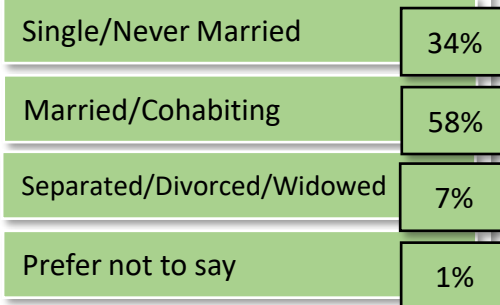 Single/Never Married 34%
Married/Cohabiting 58%
Separated/Divorced/Widowed 7%
Prefer not to say 1%